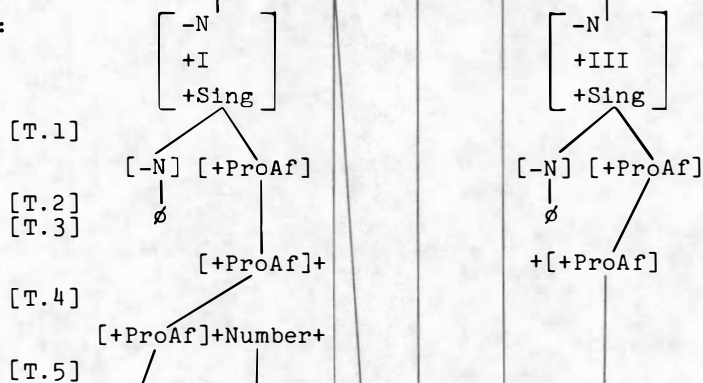 :
-N -N
+I +III
+Sing +Sing
[T.1]
[-N] [+ProAf] [-N] [+ProAf]
[T.2] ∅ ∅
[T.3]
[+ProAf]+ +[+ProAf]
[T.4]
[+ProAf]+Number+
[T.5]